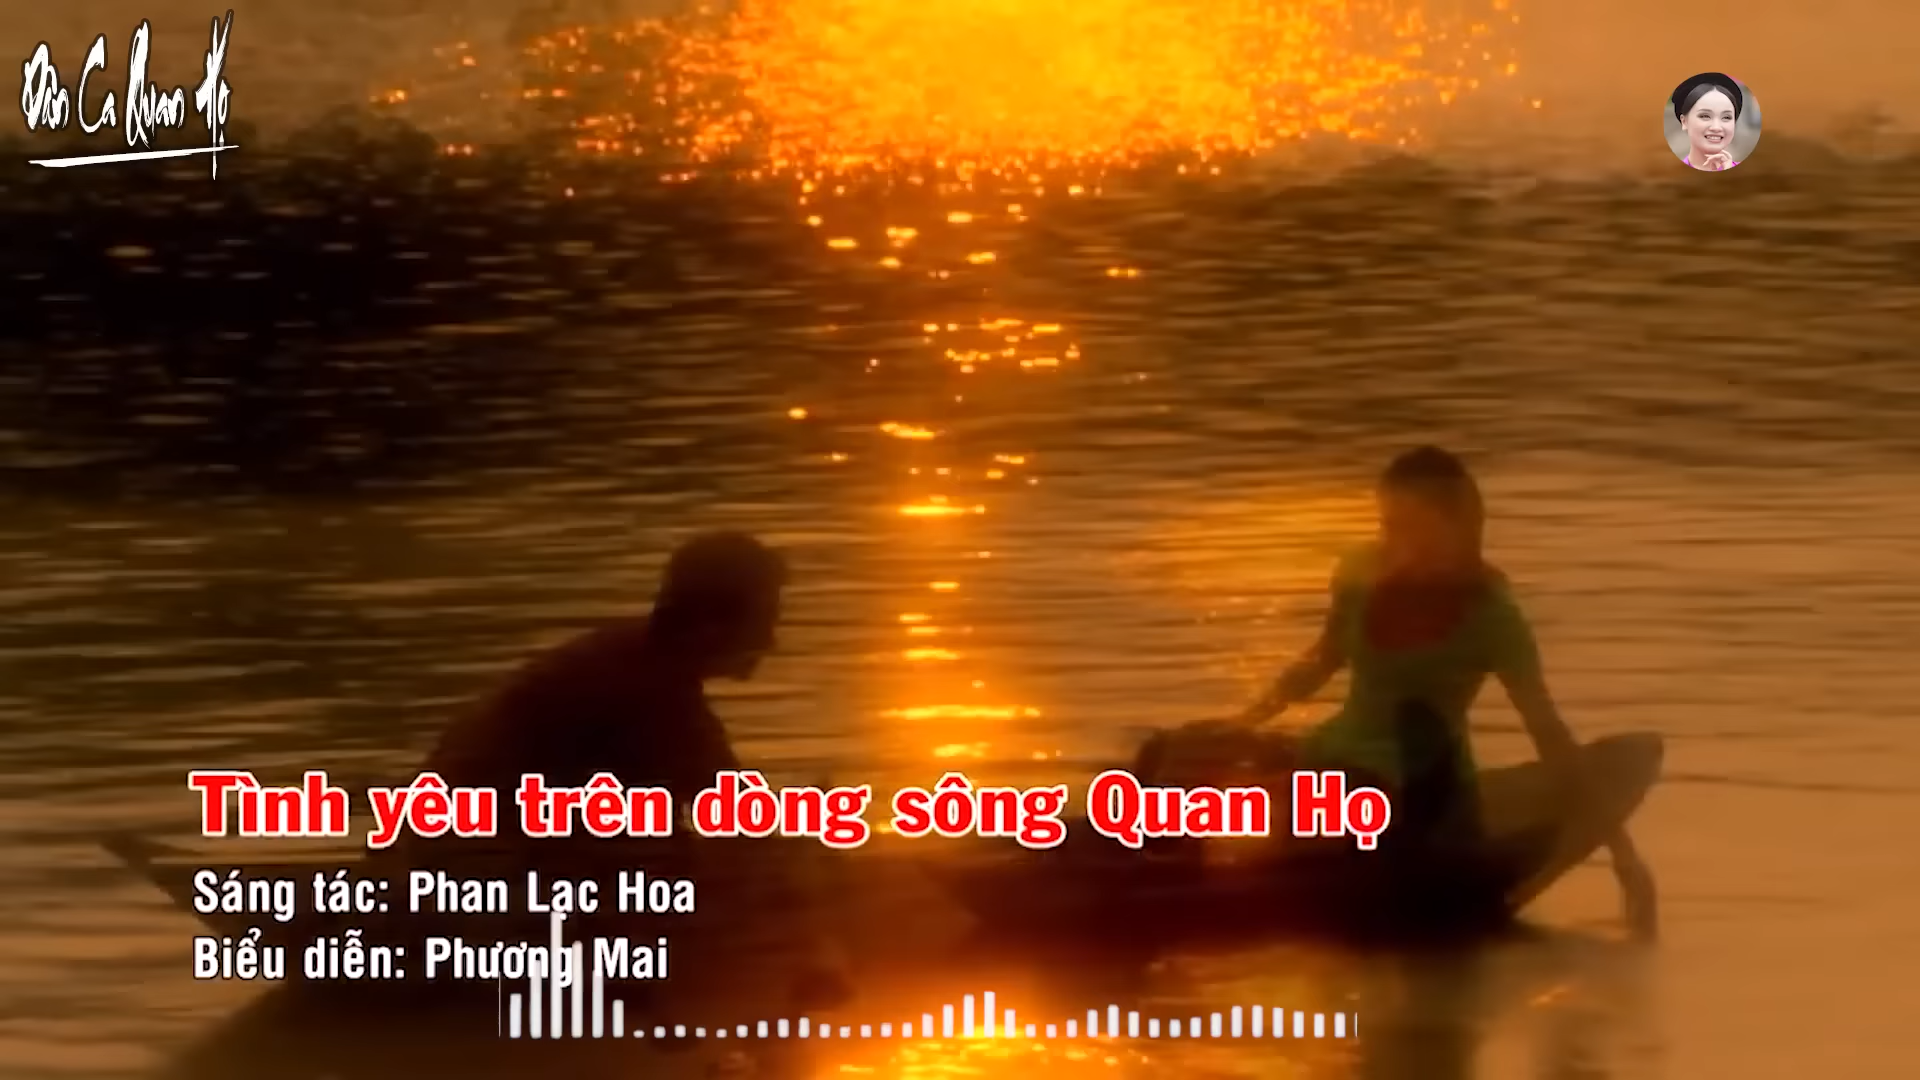 Dân Ca Quan Họ
Tình yêu trên dòng sông Quan Họ
Sáng tác: Phan Lạc Hoa
Biểu diễn: Phương Mai